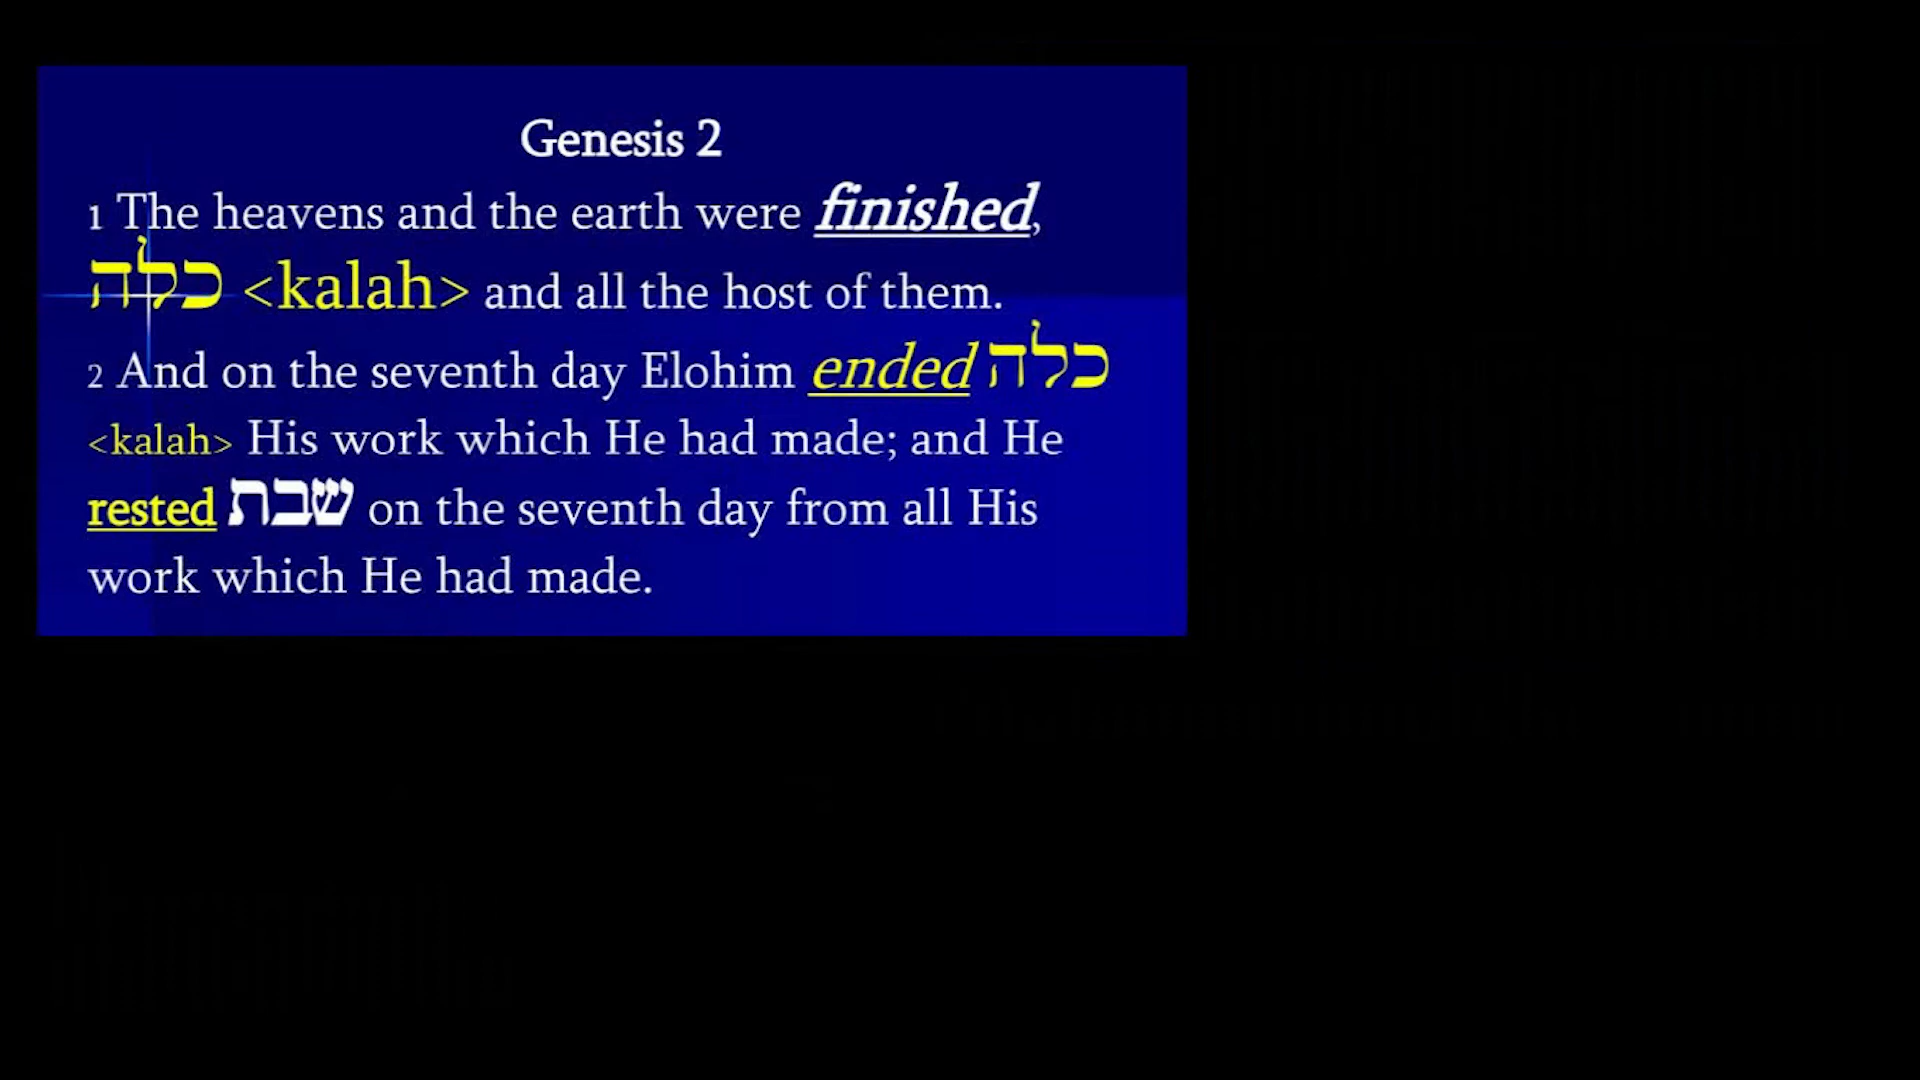 Genesis 2
1 The heavens and the earth were finished,
כלה <kalah> and all the host of them.
2 And on the seventh day Elohim ended כלה
<kalah> His work which He had made; and He
rested שבת on the seventh day from all His
work which He had made.